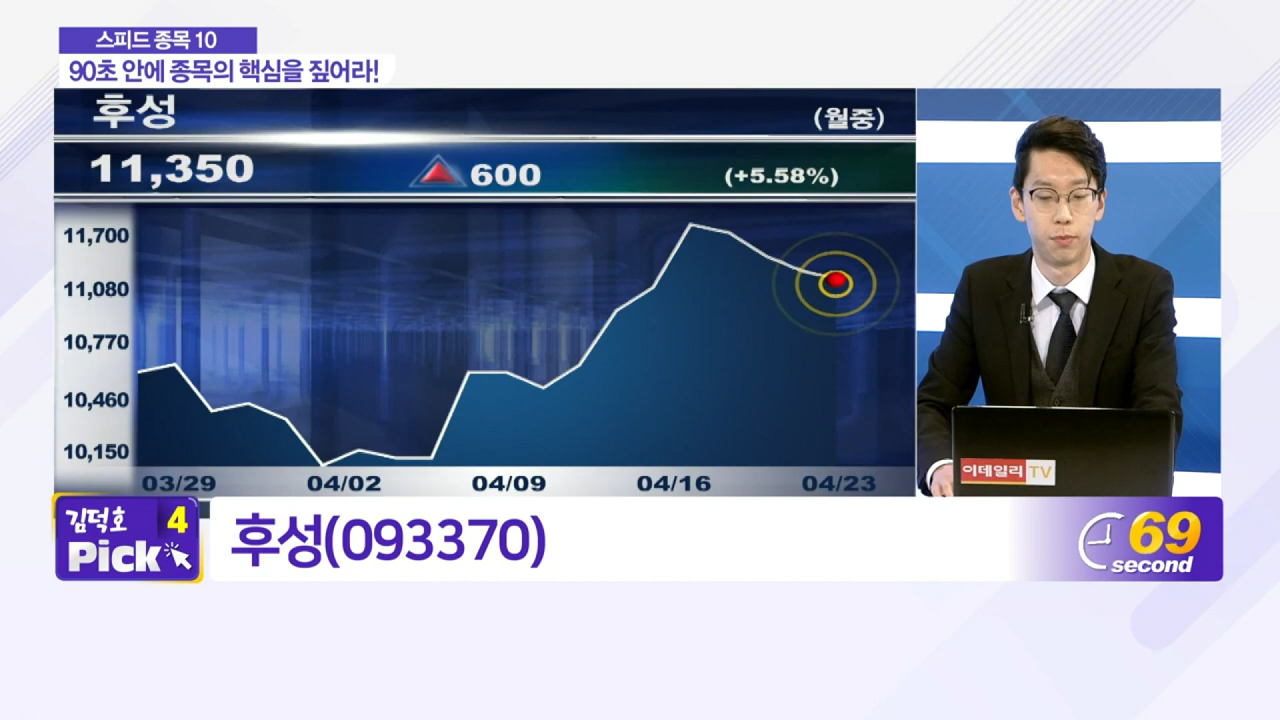 스피드 종목 10
90초 안에 종목의 핵심을 짚어라!
후성
(월중)
11,350 600 (+5.58%)
11,700
11,080
10,770
10,460
10,150
03/29 04/02 04/09 04/16 04/23
이데일리 TV
김덕호 4
Pick
후성(093370)
69
second